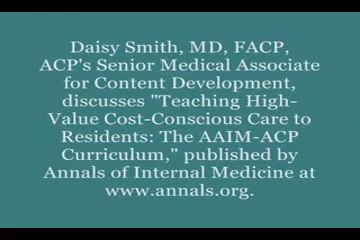 Daisy Smith, MD, FACP,
ACP's Senior Medical Associate
for Content Development,
discusses "Teaching High-
Value Cost-Conscious Care to
Residents: The AAIM-ACP
Curriculum," published by
Annals of Internal Medicine at
www.annals.org.